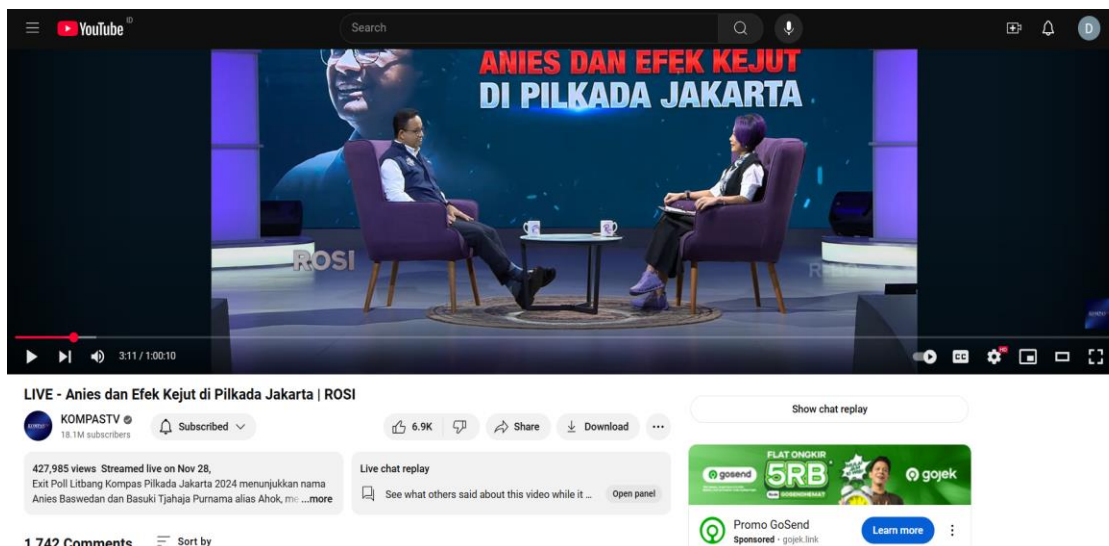 YouTube ID
Search
D
ANIES DAN EFEK KEJUT
DI PILKADA JAKARTA
ROSI
3:11 / 1:00:10
CC
HD
LIVE - Anies dan Efek Kejut di Pilkada Jakarta | ROSI
KOMPASTV
18.1M subscribers
Subscribed
6.9K
Share
Download
427,985 views Streamed live on Nov 28,
Exit Poll Litbang Kompas Pilkada Jakarta 2024 menunjukkan nama
Anies Baswedan dan Basuki Tjahaja Purnama alias Ahok, me ...more
Live chat replay
See what others said about this video while it ...
Open panel
1,742 Comments
Sort by
Show chat replay
gosend
FLAT ONGKIR
5RB
gojek
Promo GoSend
Sponsored · gojek.link
Learn more